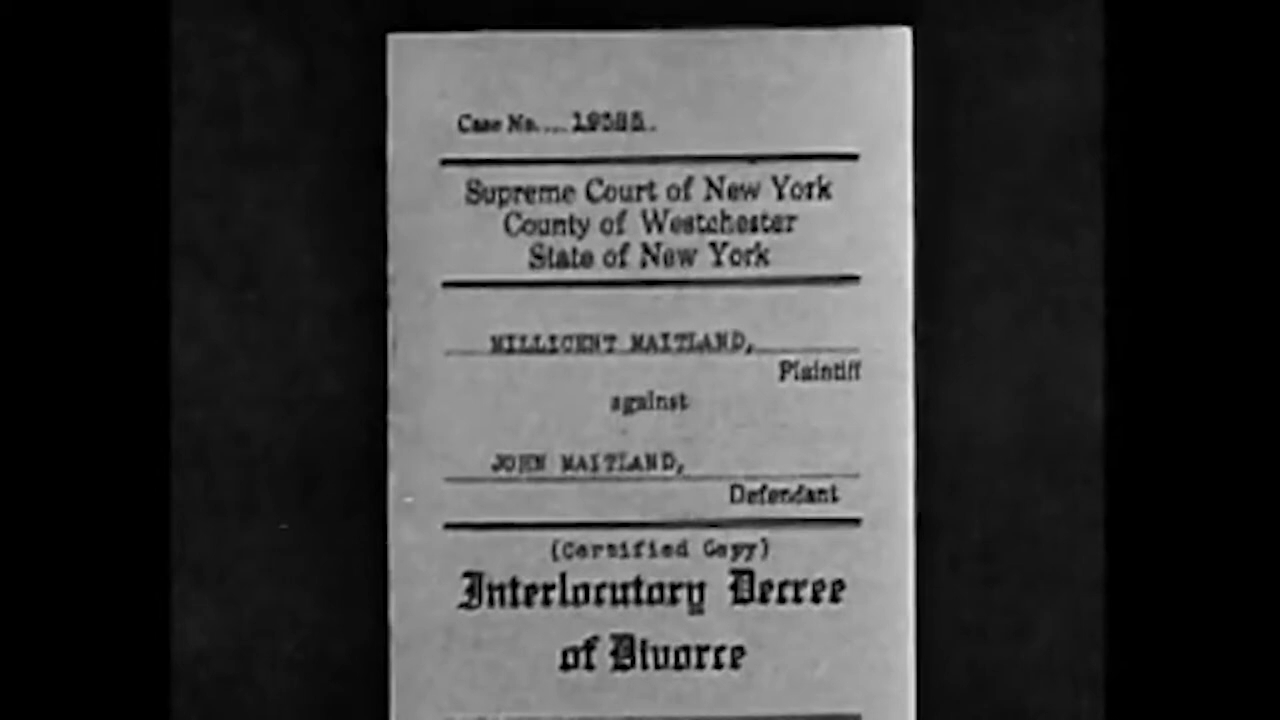 Case No.... 19585.
Supreme Court of New York
County of Westchester
State of New York
MILLICENT MAITLAND,
Plaintiff
against
JOHN MAITLAND,
Defendant
(Certified Copy)
Interlocutory Decree
of Divorce